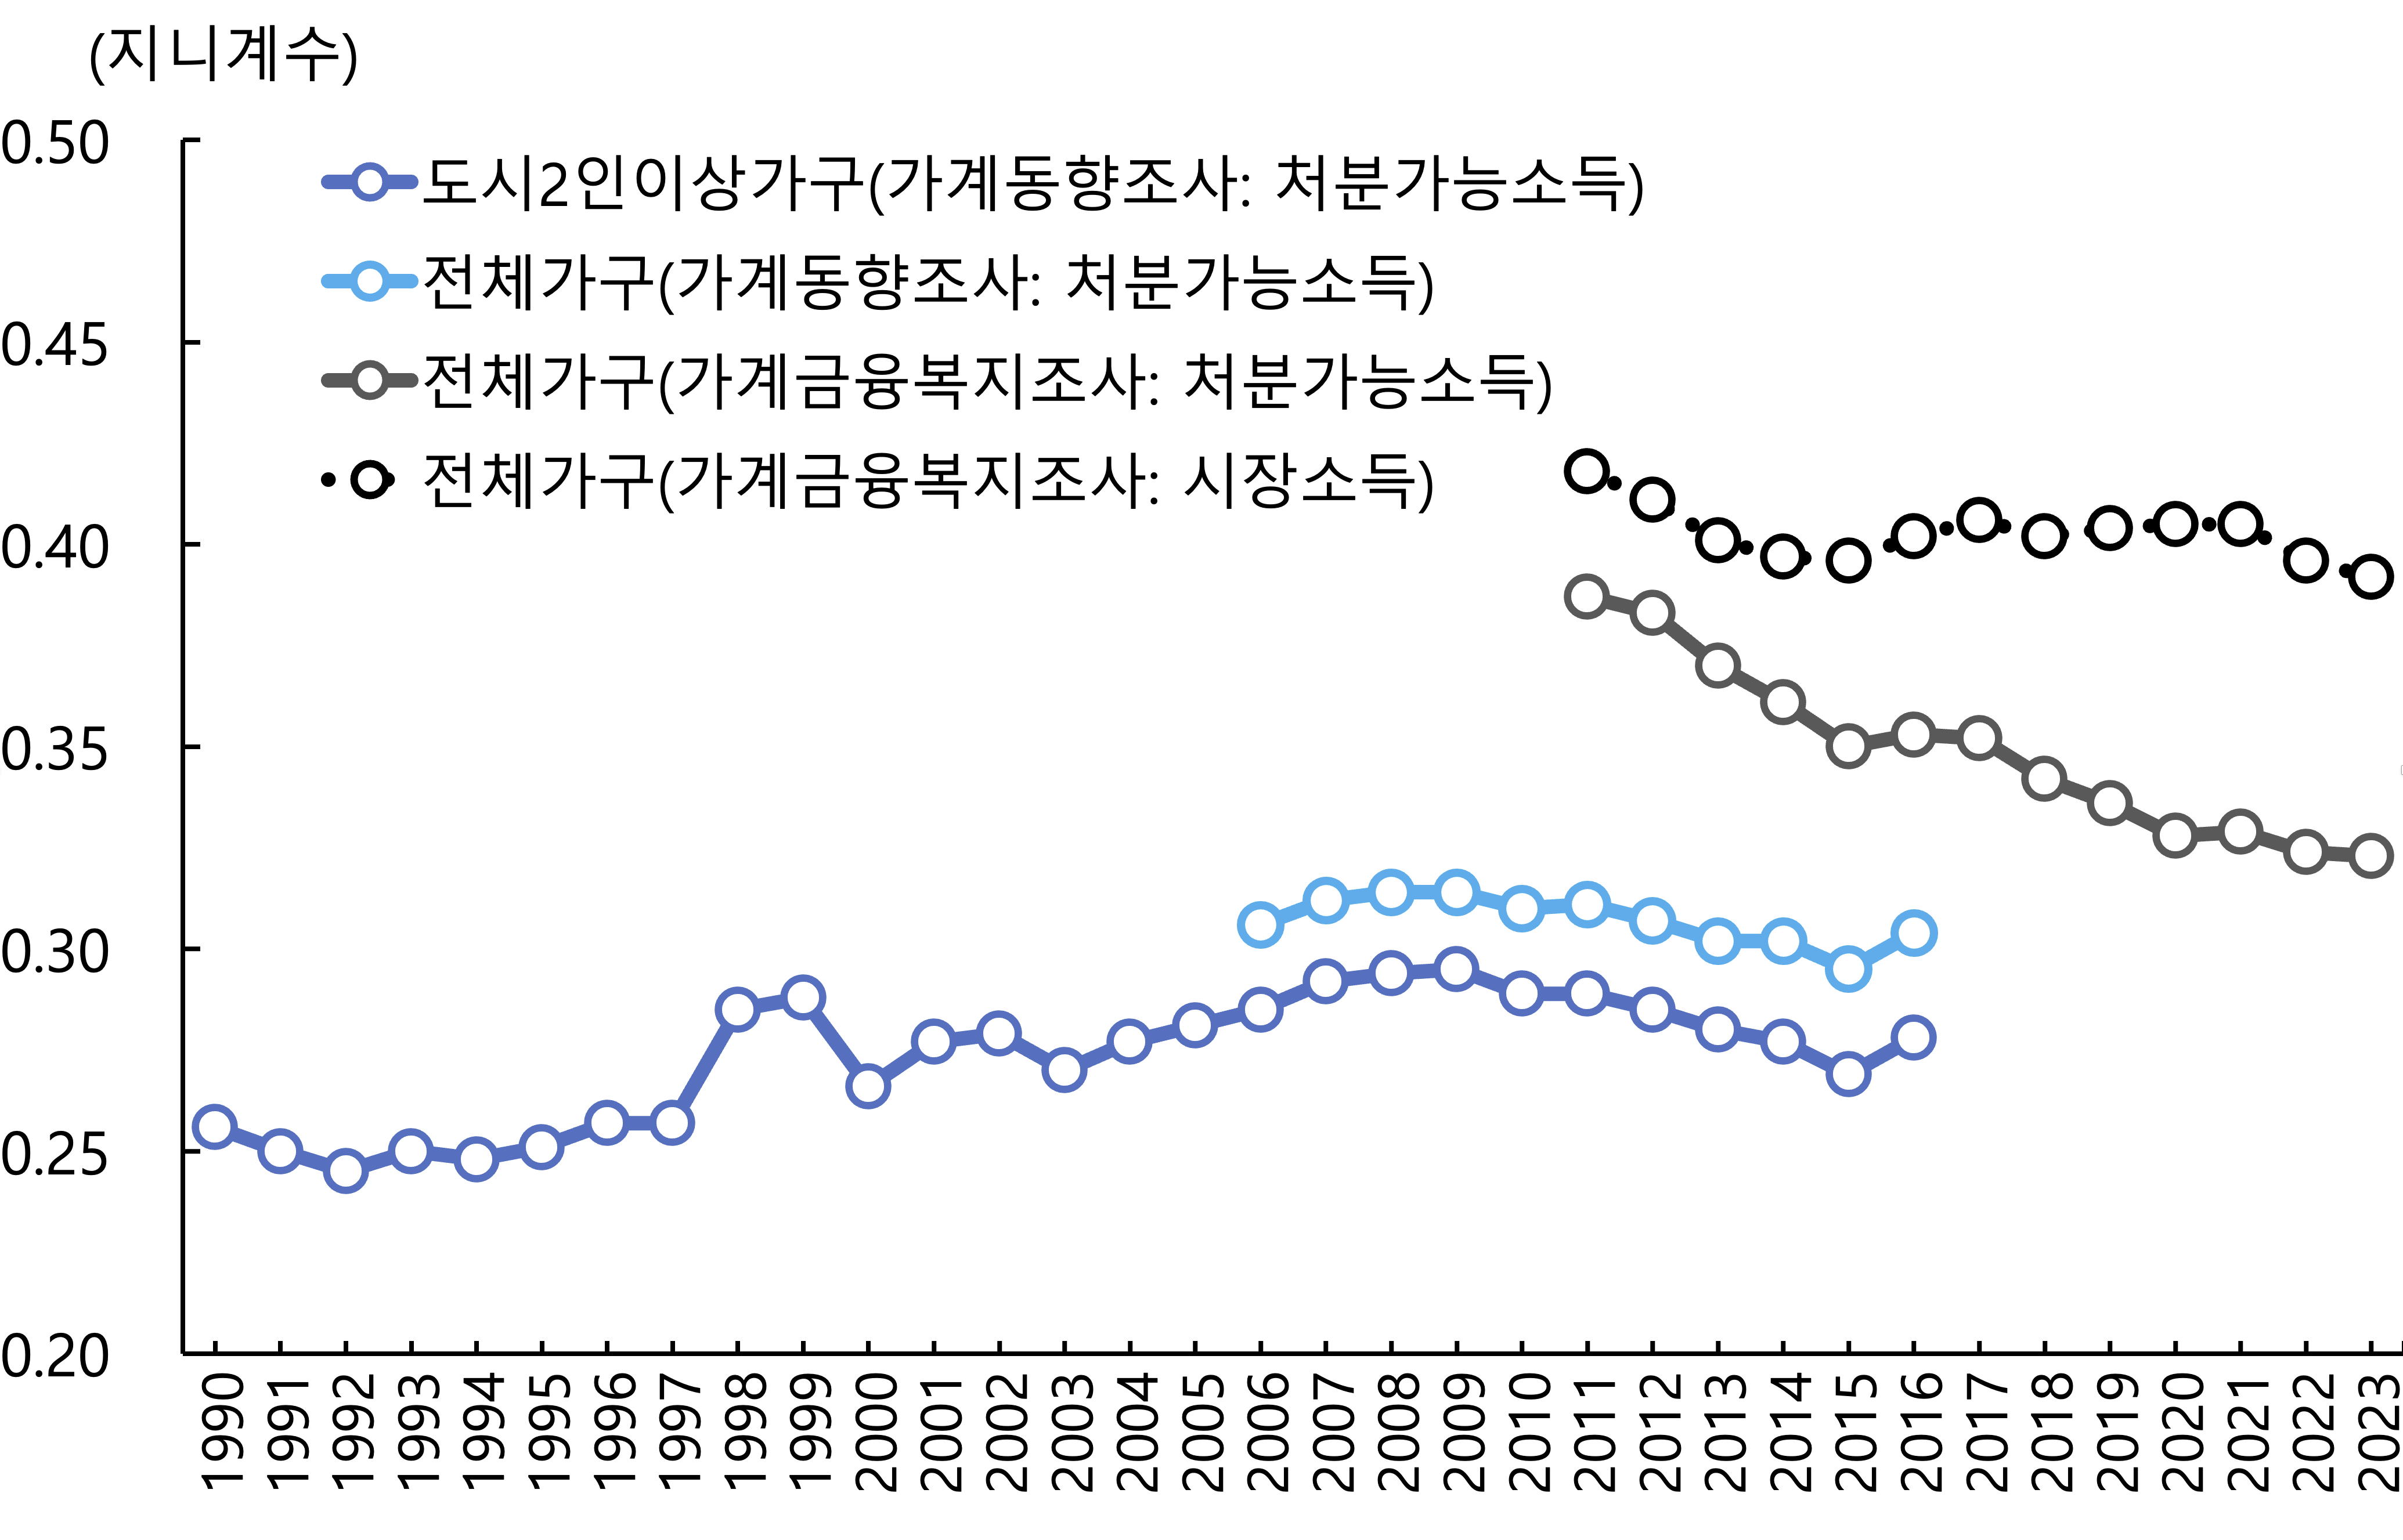 (지니계수)
0.50
도시2인이상가구(가계동향조사: 처분가능소득)
전체가구(가계동향조사: 처분가능소득)
0.45
전체가구(가계금융복지조사: 처분가능소득)
전체가구(가계금융복지조사: 시장소득)
0.40
0.35
0.30
0.25
0.20
1990 1991 1992 1993 1994 1995 1996 1997 1998 1999 2000 2001 2002 2003 2004 2005 2006 2007 2008 2009 2010 2011 2012 2013 2014 2015 2016 2017 2018 2019 2020 2021 2022 2023